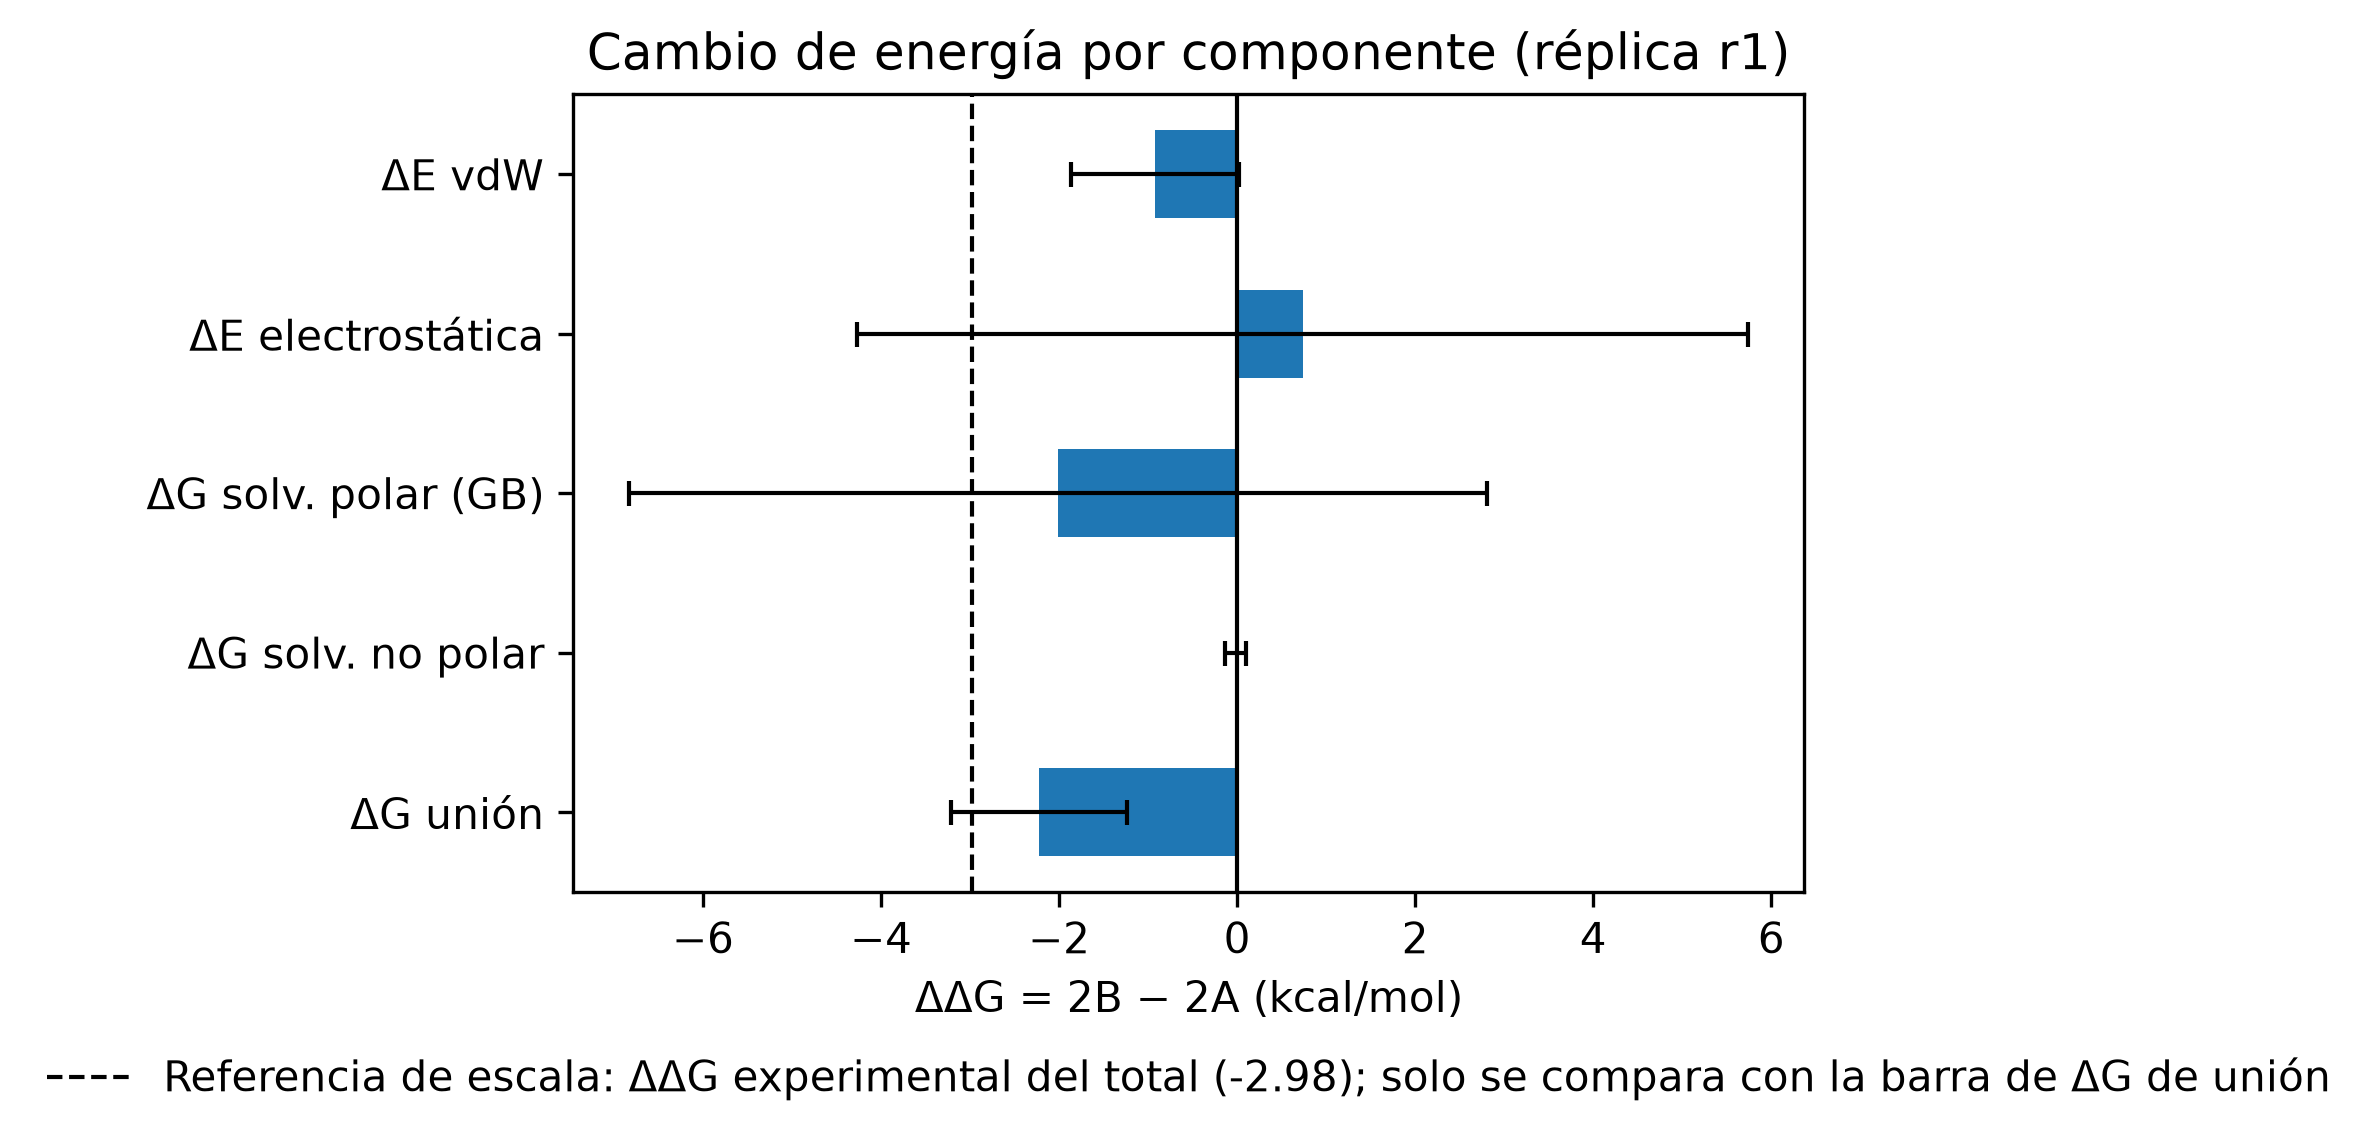 Cambio de energía por componente (réplica r1)
ΔE vdW
ΔE electrostática
ΔG solv. polar (GB)
ΔG solv. no polar
ΔG unión
−6 −4 −2 0 2 4 6
ΔΔG = 2B − 2A (kcal/mol)
Referencia de escala: ΔΔG experimental del total (-2.98); solo se compara con la barra de ΔG de unión